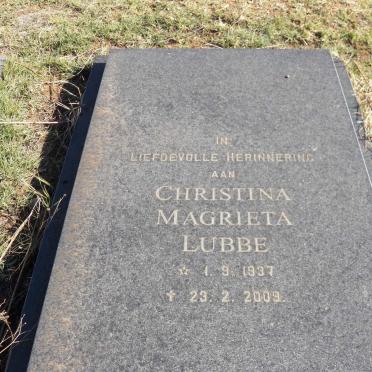 IN
LIEFDEVOLLE HERINNERING
AAN
CHRISTINA
MAGRIETA
LUBBE
☆ 1. 9. 1937
✝ 23. 2. 2009.